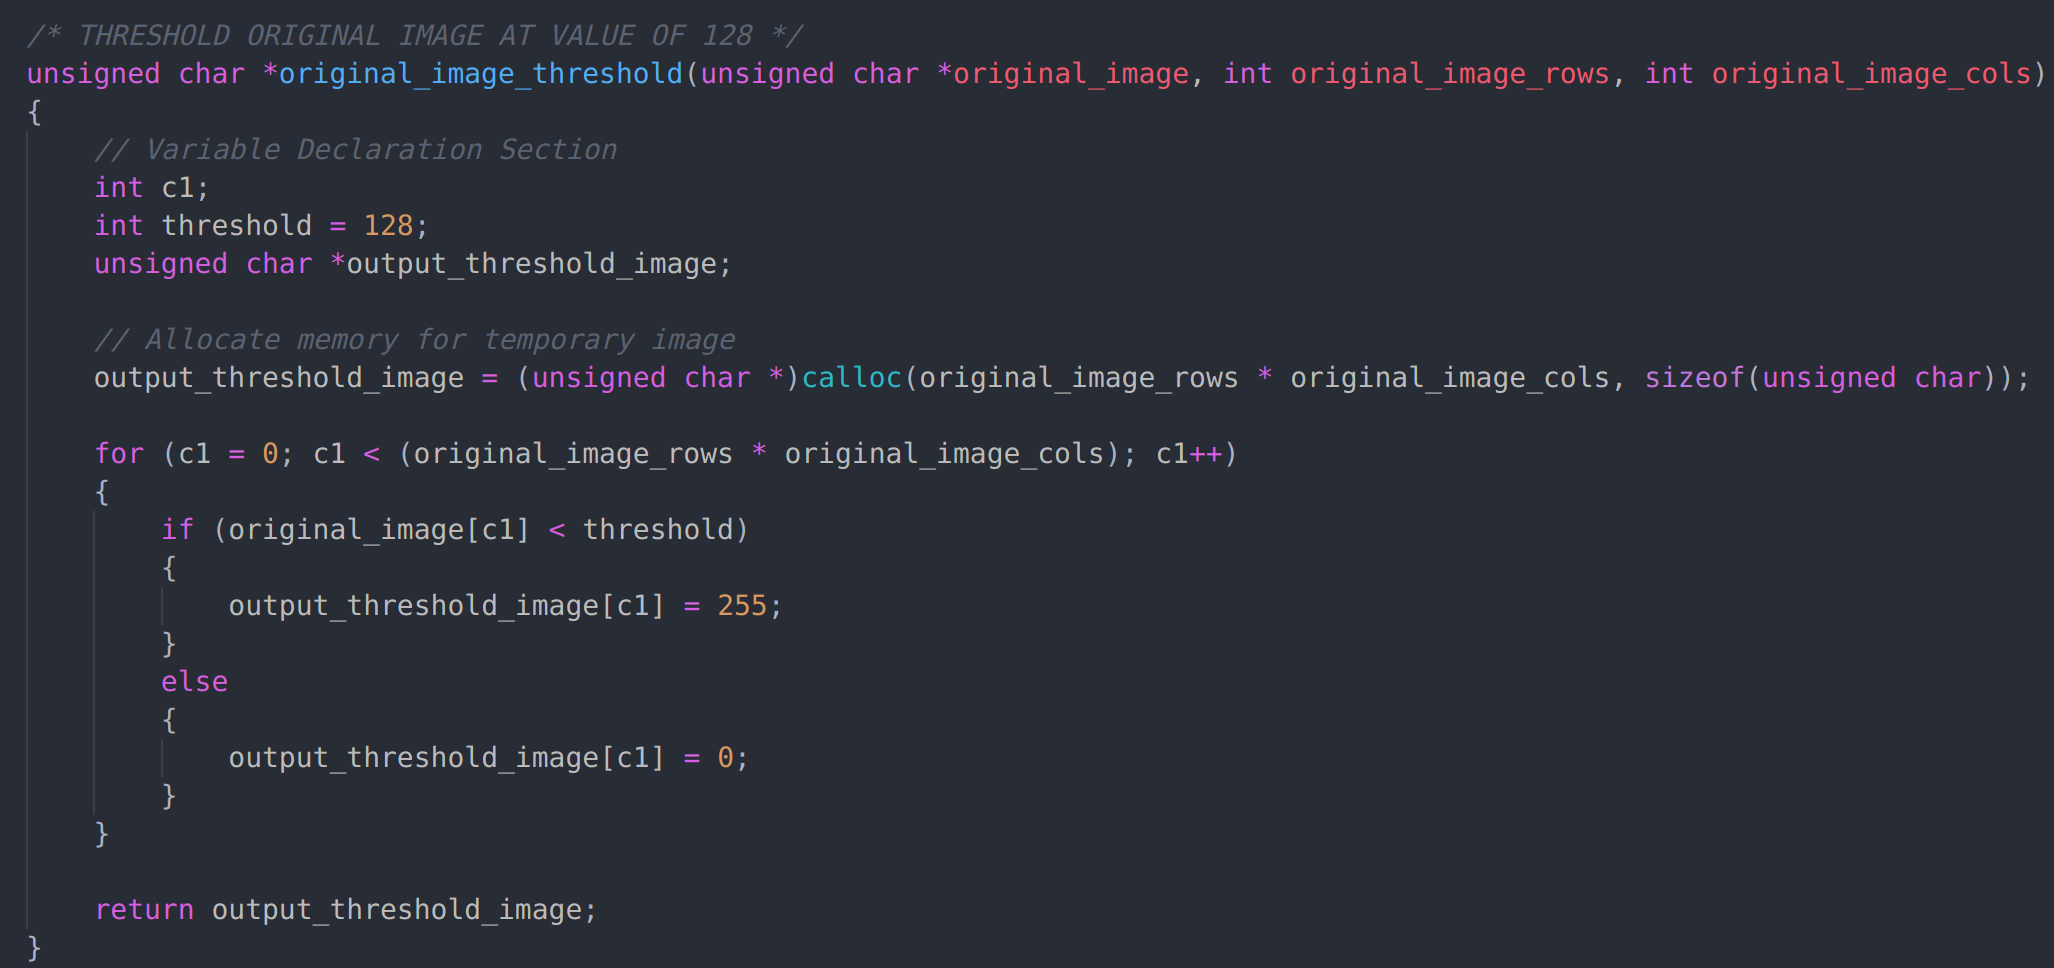 /* THRESHOLD ORIGINAL IMAGE AT VALUE OF 128 */
unsigned char *original_image_threshold(unsigned char *original_image, int original_image_rows, int original_image_cols)
{
    // Variable Declaration Section
    int c1;
    int threshold = 128;
    unsigned char *output_threshold_image;

    // Allocate memory for temporary image
    output_threshold_image = (unsigned char *)calloc(original_image_rows * original_image_cols, sizeof(unsigned char));

    for (c1 = 0; c1 < (original_image_rows * original_image_cols); c1++)
    {
        if (original_image[c1] < threshold)
        {
            output_threshold_image[c1] = 255;
        }
        else
        {
            output_threshold_image[c1] = 0;
        }
    }

    return output_threshold_image;
}